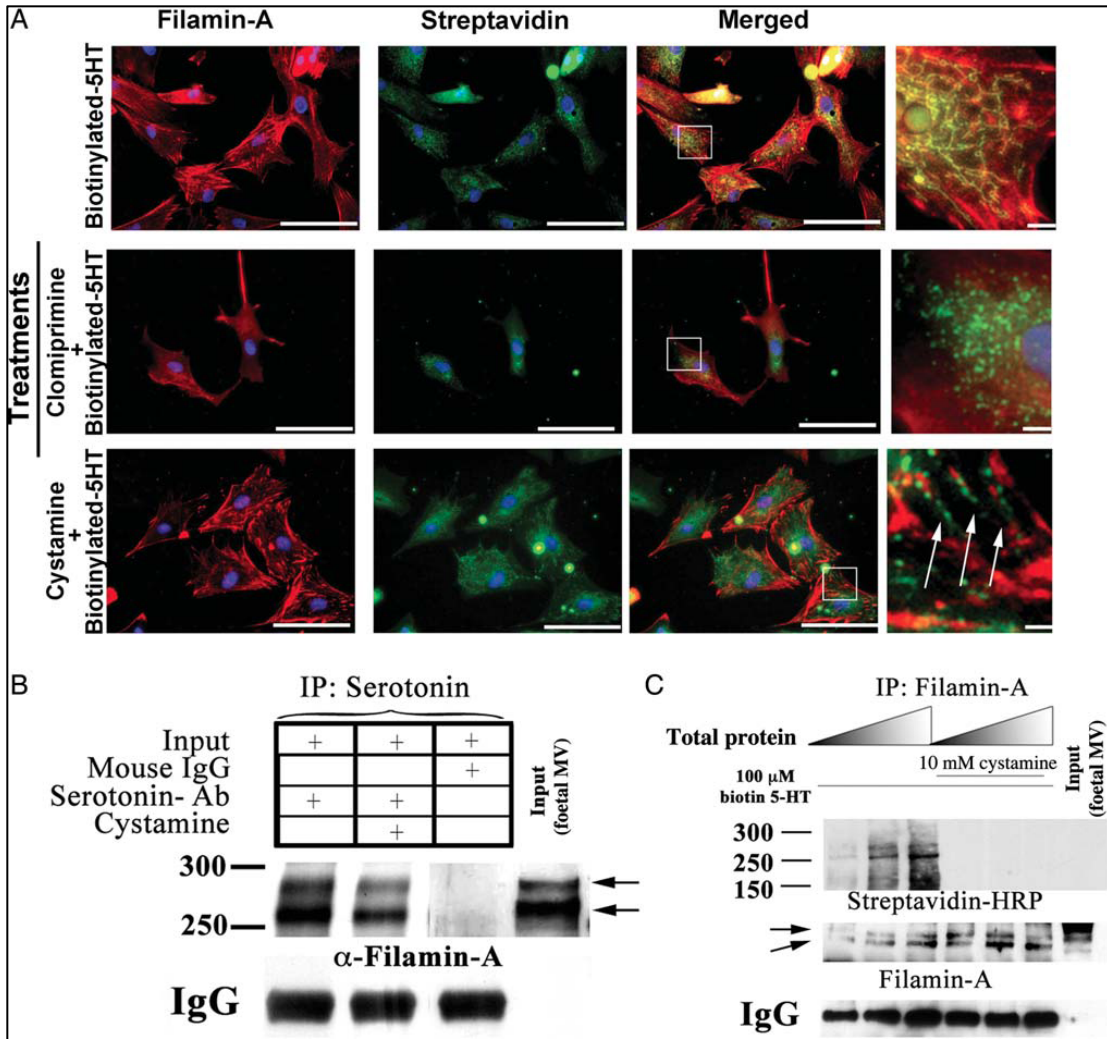 A
Filamin-A
Streptavidin
Merged
Biotinylated-5HT
Treatments
Clomiprimine
+
Biotinylated-5HT
Cystamine
+
Biotinylated-5HT
B
IP: Serotonin
Input + + +
Mouse IgG +
Serotonin- Ab + +
Cystamine +
Input
(foetal MV)
300
250
α-Filamin-A
IgG
C
IP: Filamin-A
Total protein
10 mM cystamine
100 µM
biotin 5-HT
Input
(foetal MV)
300
250
150
Streptavidin-HRP
Filamin-A
IgG